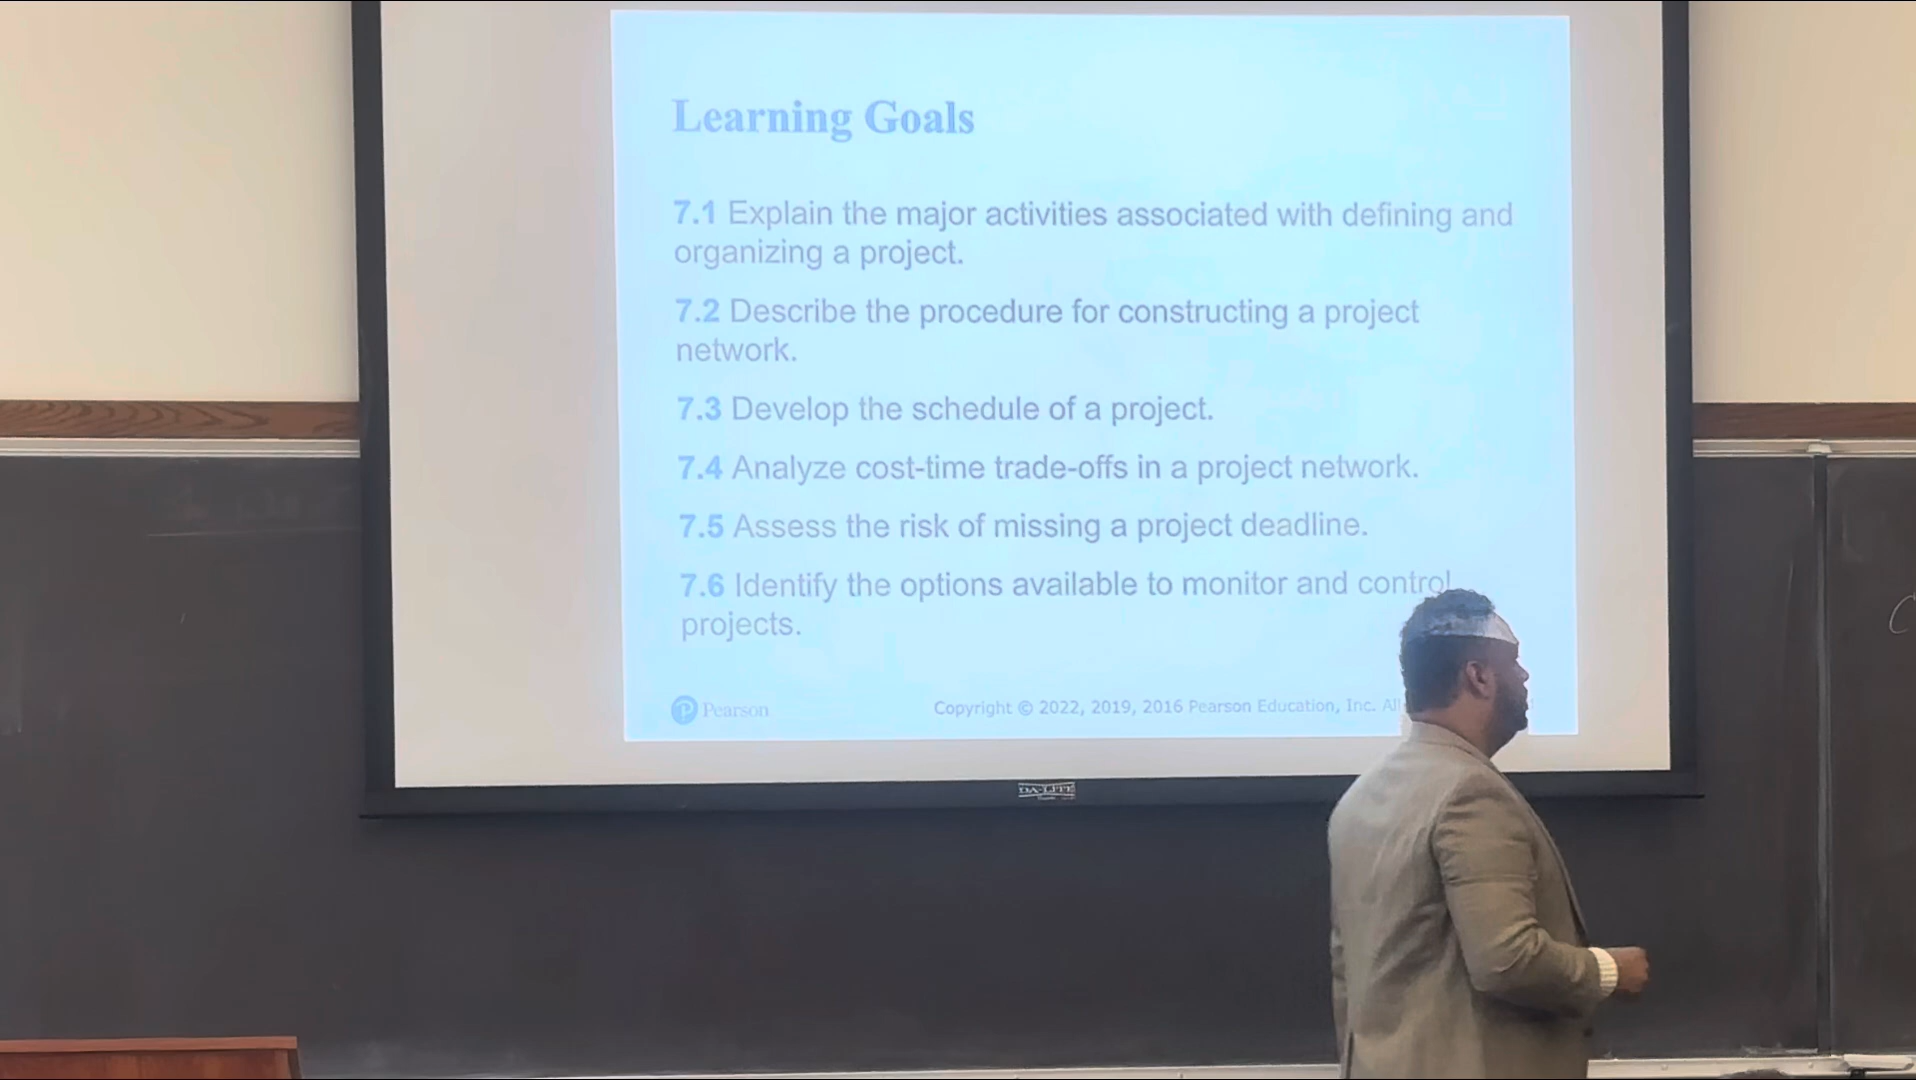 Learning Goals
7.1 Explain the major activities associated with defining and
organizing a project.
7.2 Describe the procedure for constructing a project
network.
7.3 Develop the schedule of a project.
7.4 Analyze cost-time trade-offs in a project network.
7.5 Assess the risk of missing a project deadline.
7.6 Identify the options available to monitor and control
projects.
Pearson
Copyright © 2022, 2019, 2016 Pearson Education, Inc. All
DA-LITE